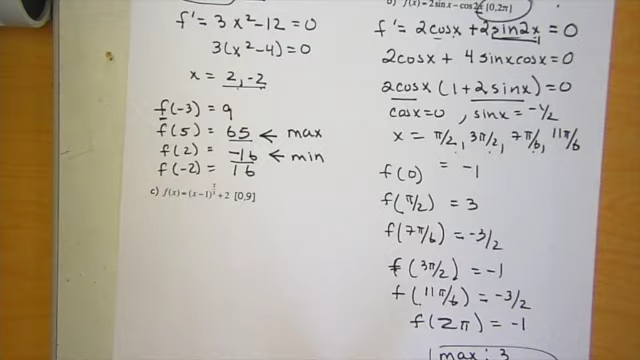 f' = 3x² - 12 = 0
3(x² - 4) = 0
x = 2, -2
f(-3) = 9
f(5) = 65 ← max
f(2) = -16 ← min
f(-2) = 16
c) f(x) = (x-1)^{2/3} + 2 [0,9]
b) f(x) = 2 sin x - cos 2x [0,2π]
f' = 2cosx + 2sin2x = 0
2cosx + 4sinxcosx = 0
2cosx (1 + 2sinx) = 0
cosx = 0 , sinx = -1/2
x = π/2, 3π/2, 7π/6, 11π/6
f(0) = -1
f(π/2) = 3
f(7π/6) = -3/2
f(3π/2) = -1
f(11π/6) = -3/2
f(2π) = -1
max: 3